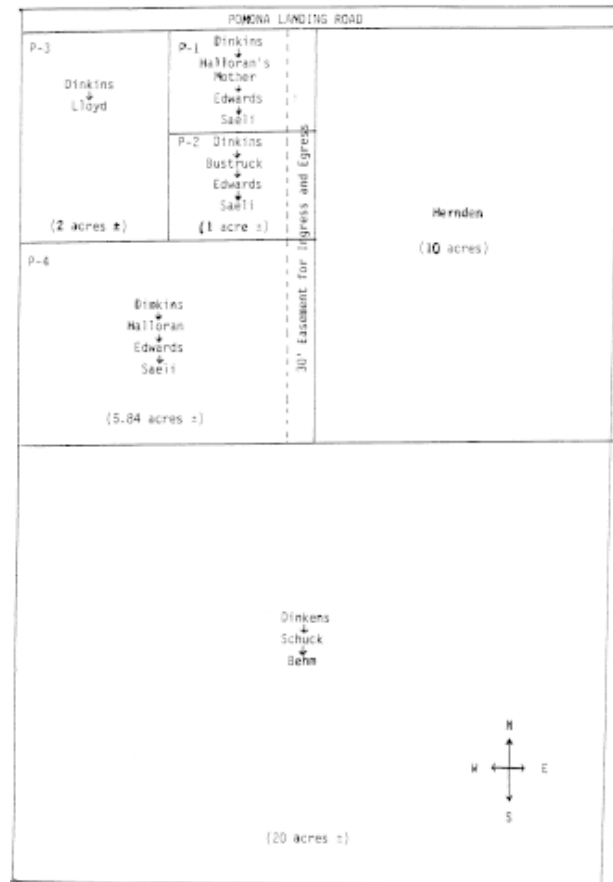 POMONA LANDING ROAD
P-3
Dinkins
Lloyd
(2 acres ±)
P-1 Dinkins
Halloran's
Mother
Edwards
Saeli
P-2 Dinkins
Bustruck
Edwards
Saeli
(1 acre ±)
30' Easement for Ingress and Egress
Hernden
(10 acres)
P-4
Dinkins
Halloran
Edwards
Saeli
(5.84 acres ±)
Dinkens
Schuck
Behm
N
W E
S
(20 acres ±)